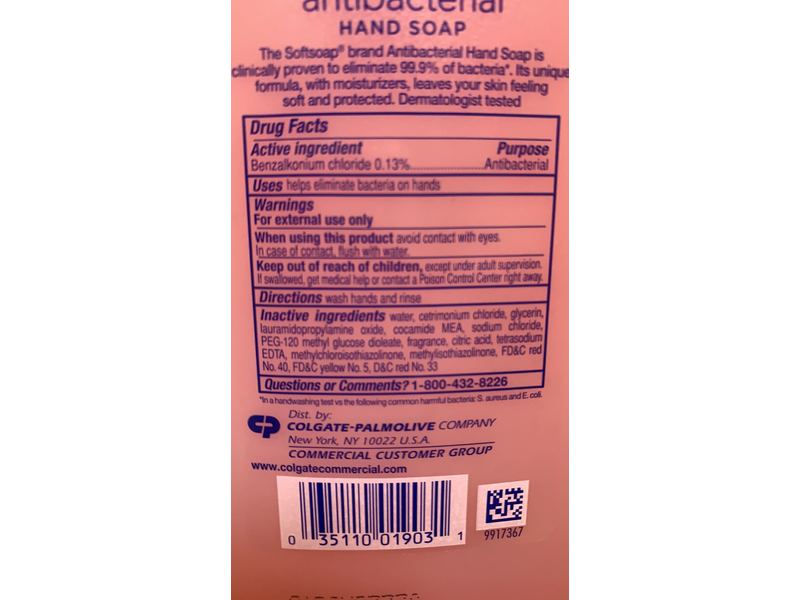 antibacterial
HAND SOAP
The Softsoap® brand Antibacterial Hand Soap is
clinically proven to eliminate 99.9% of bacteria*. Its unique
formula, with moisturizers, leaves your skin feeling
soft and protected. Dermatologist tested
Drug Facts
Active ingredient Purpose
Benzalkonium chloride 0.13%..................Antibacterial
Uses helps eliminate bacteria on hands
Warnings
For external use only
When using this product avoid contact with eyes.
In case of contact, flush with water.
Keep out of reach of children, except under adult supervision.
If swallowed, get medical help or contact a Poison Control Center right away.
Directions wash hands and rinse
Inactive ingredients water, cetrimonium chloride, glycerin,
lauramidopropylamine oxide, cocamide MEA, sodium chloride,
PEG-120 methyl glucose dioleate, fragrance, citric acid, tetrasodium
EDTA, methylchloroisothiazolinone, methylisothiazolinone, FD&C red
No. 40, FD&C yellow No. 5, D&C red No. 33
Questions or Comments? 1-800-432-8226
*In a handwashing test vs the following common harmful bacteria: S. aureus and E. coli.
Dist. by:
CP COLGATE-PALMOLIVE COMPANY
New York, NY 10022 U.S.A.
COMMERCIAL CUSTOMER GROUP
www.colgatecommercial.com
0 35110 01903 1
9917367